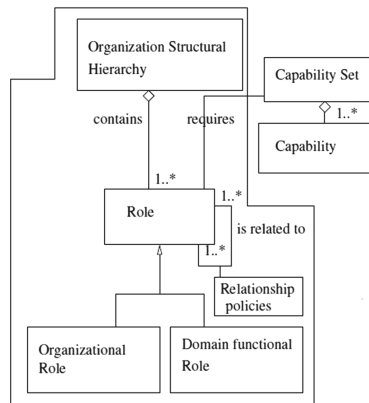 Organization Structural
Hierarchy
Capability Set
contains
requires
1..*
Capability
1..*
1..*
Role
is related to
1..*
Relationship
policies
Organizational
Role
Domain functional
Role